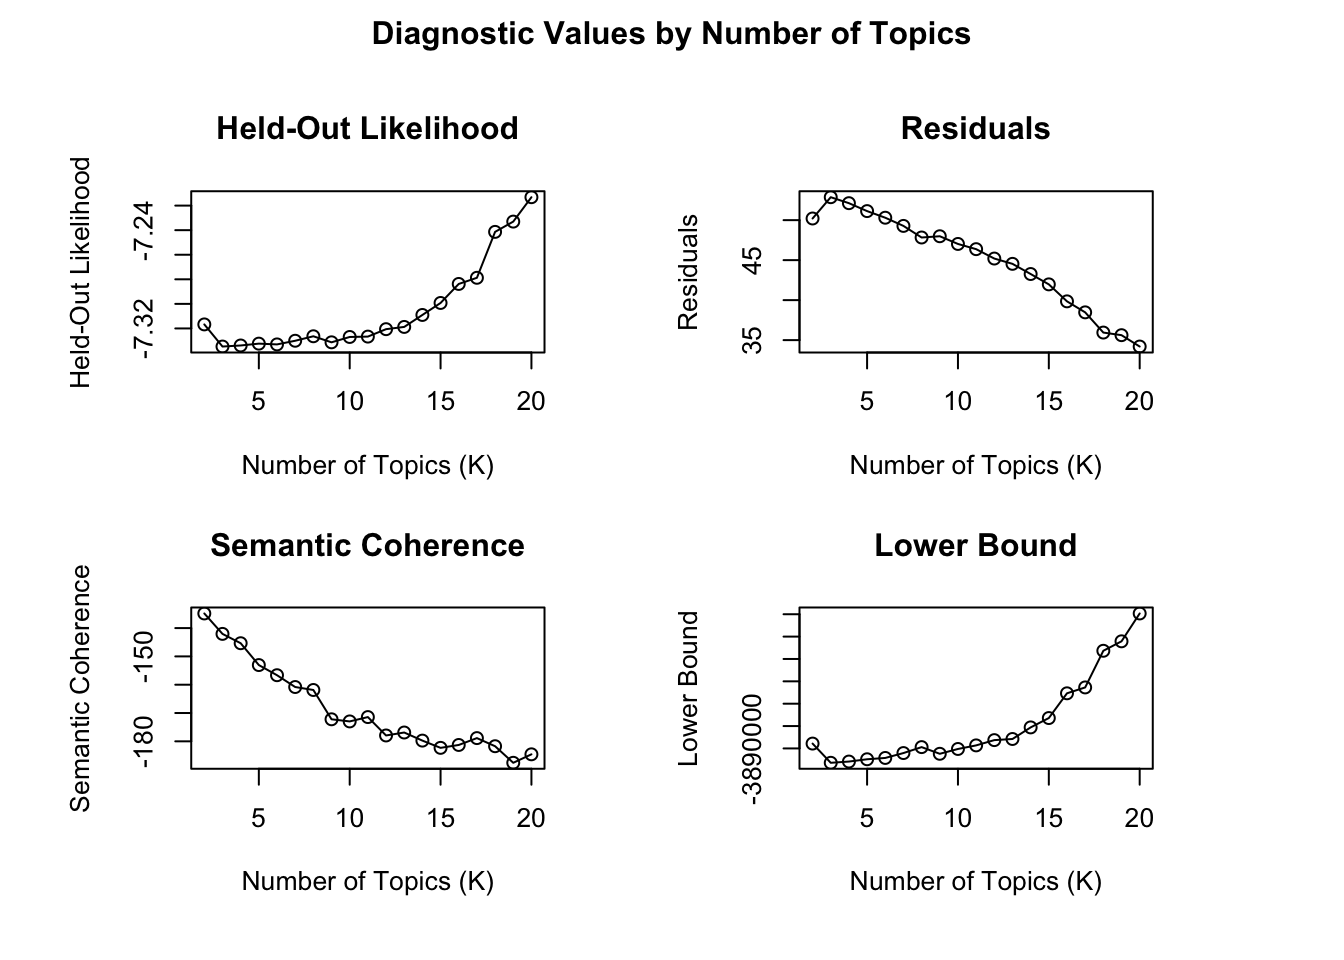 Diagnostic Values by Number of Topics
Held-Out Likelihood
Held-Out Likelihood
-7.24
-7.32
5 10 15 20
Number of Topics (K)
Residuals
Residuals
45
35
5 10 15 20
Number of Topics (K)
Semantic Coherence
Semantic Coherence
-150
-180
5 10 15 20
Number of Topics (K)
Lower Bound
Lower Bound
-3890000
5 10 15 20
Number of Topics (K)